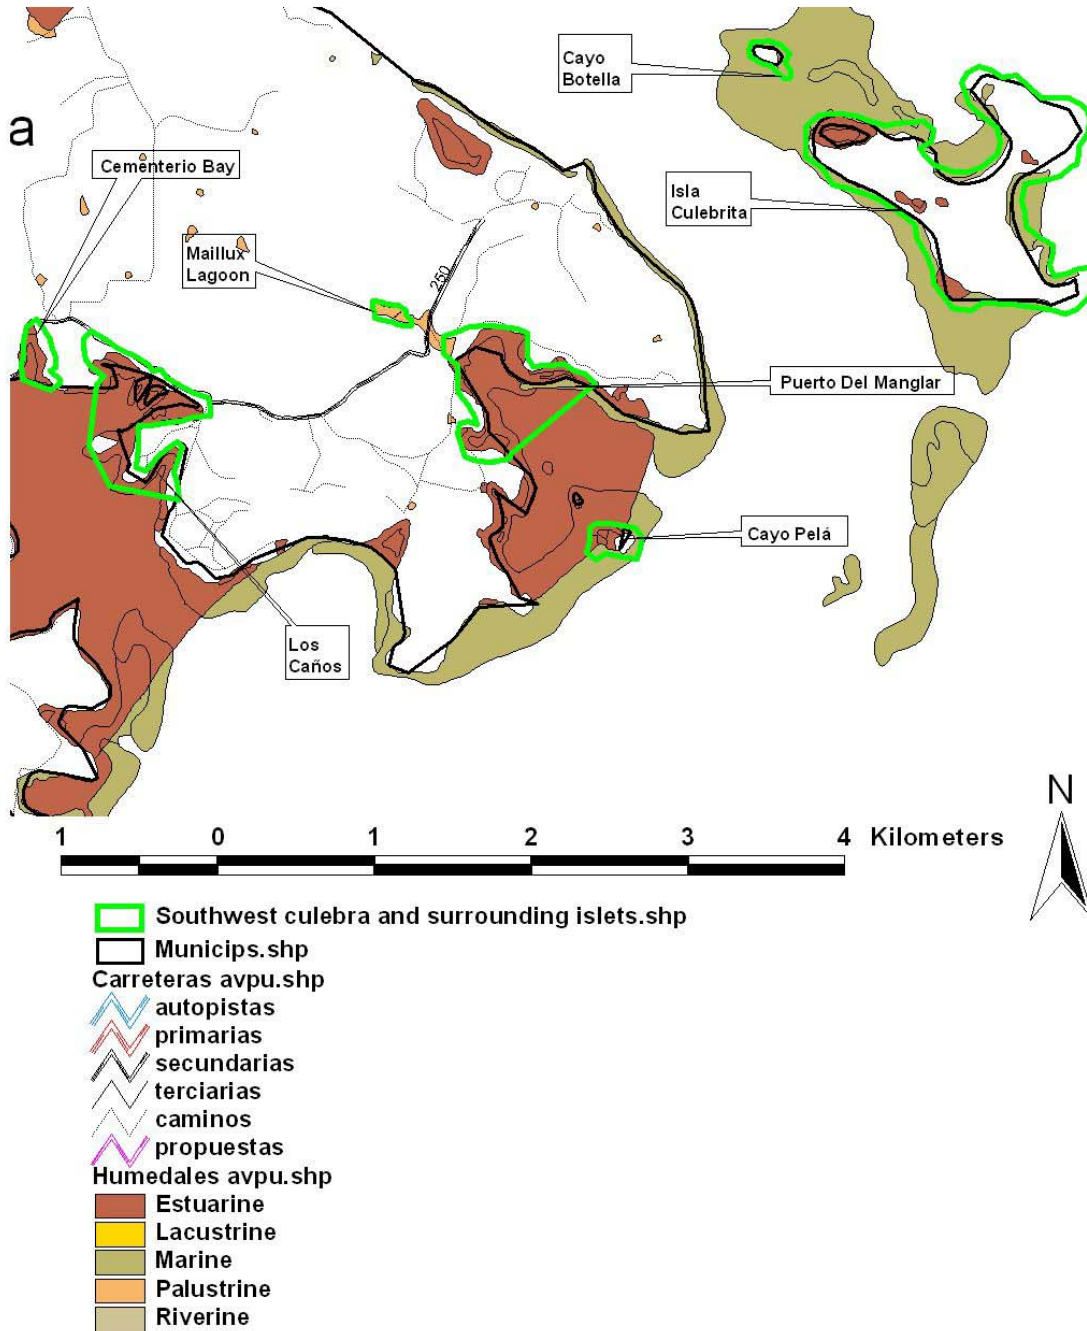 Cayo
Botella
a
Cementerio Bay
Isla
Culebrita
Maillux
Lagoon
250
Puerto Del Manglar
Cayo Pelá
Los
Caños
N
1 0 1 2 3 4 Kilometers
Southwest culebra and surrounding islets.shp
Municips.shp
Carreteras avpu.shp
autopistas
primarias
secundarias
terciarias
caminos
propuestas
Humedales avpu.shp
Estuarine
Lacustrine
Marine
Palustrine
Riverine